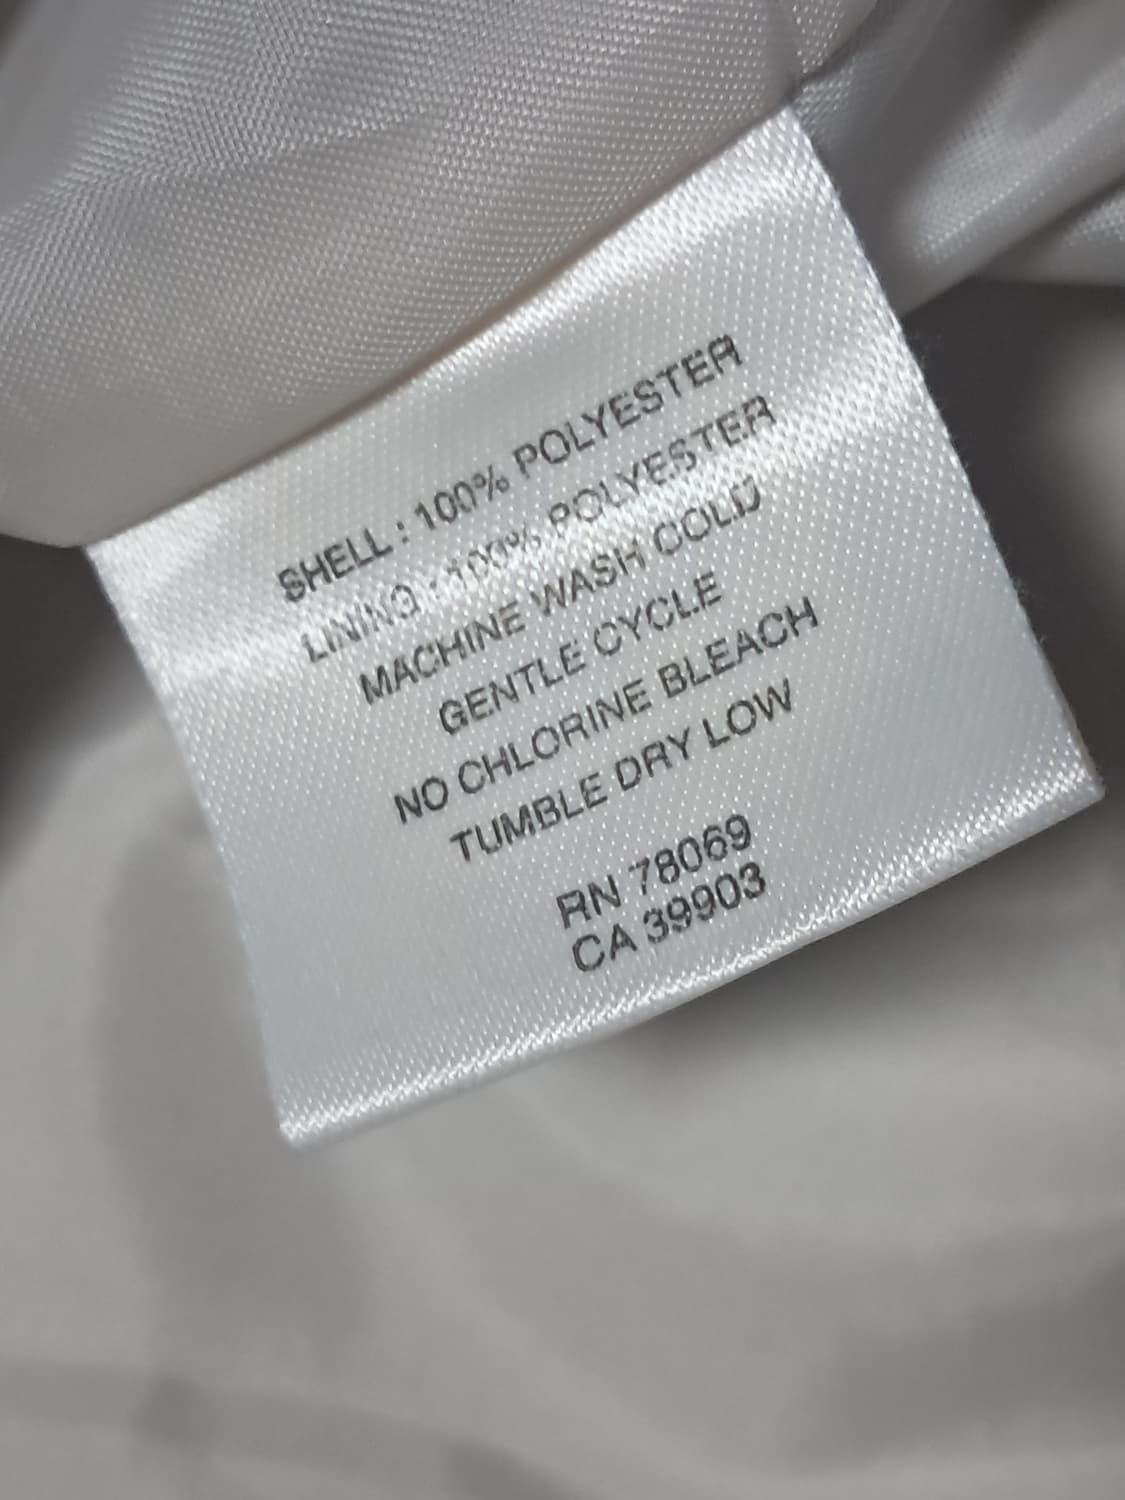 SHELL : 100% POLYESTER
LINING : 100% POLYESTER
MACHINE WASH COLD
GENTLE CYCLE
NO CHLORINE BLEACH
TUMBLE DRY LOW
RN 78069
CA 39903